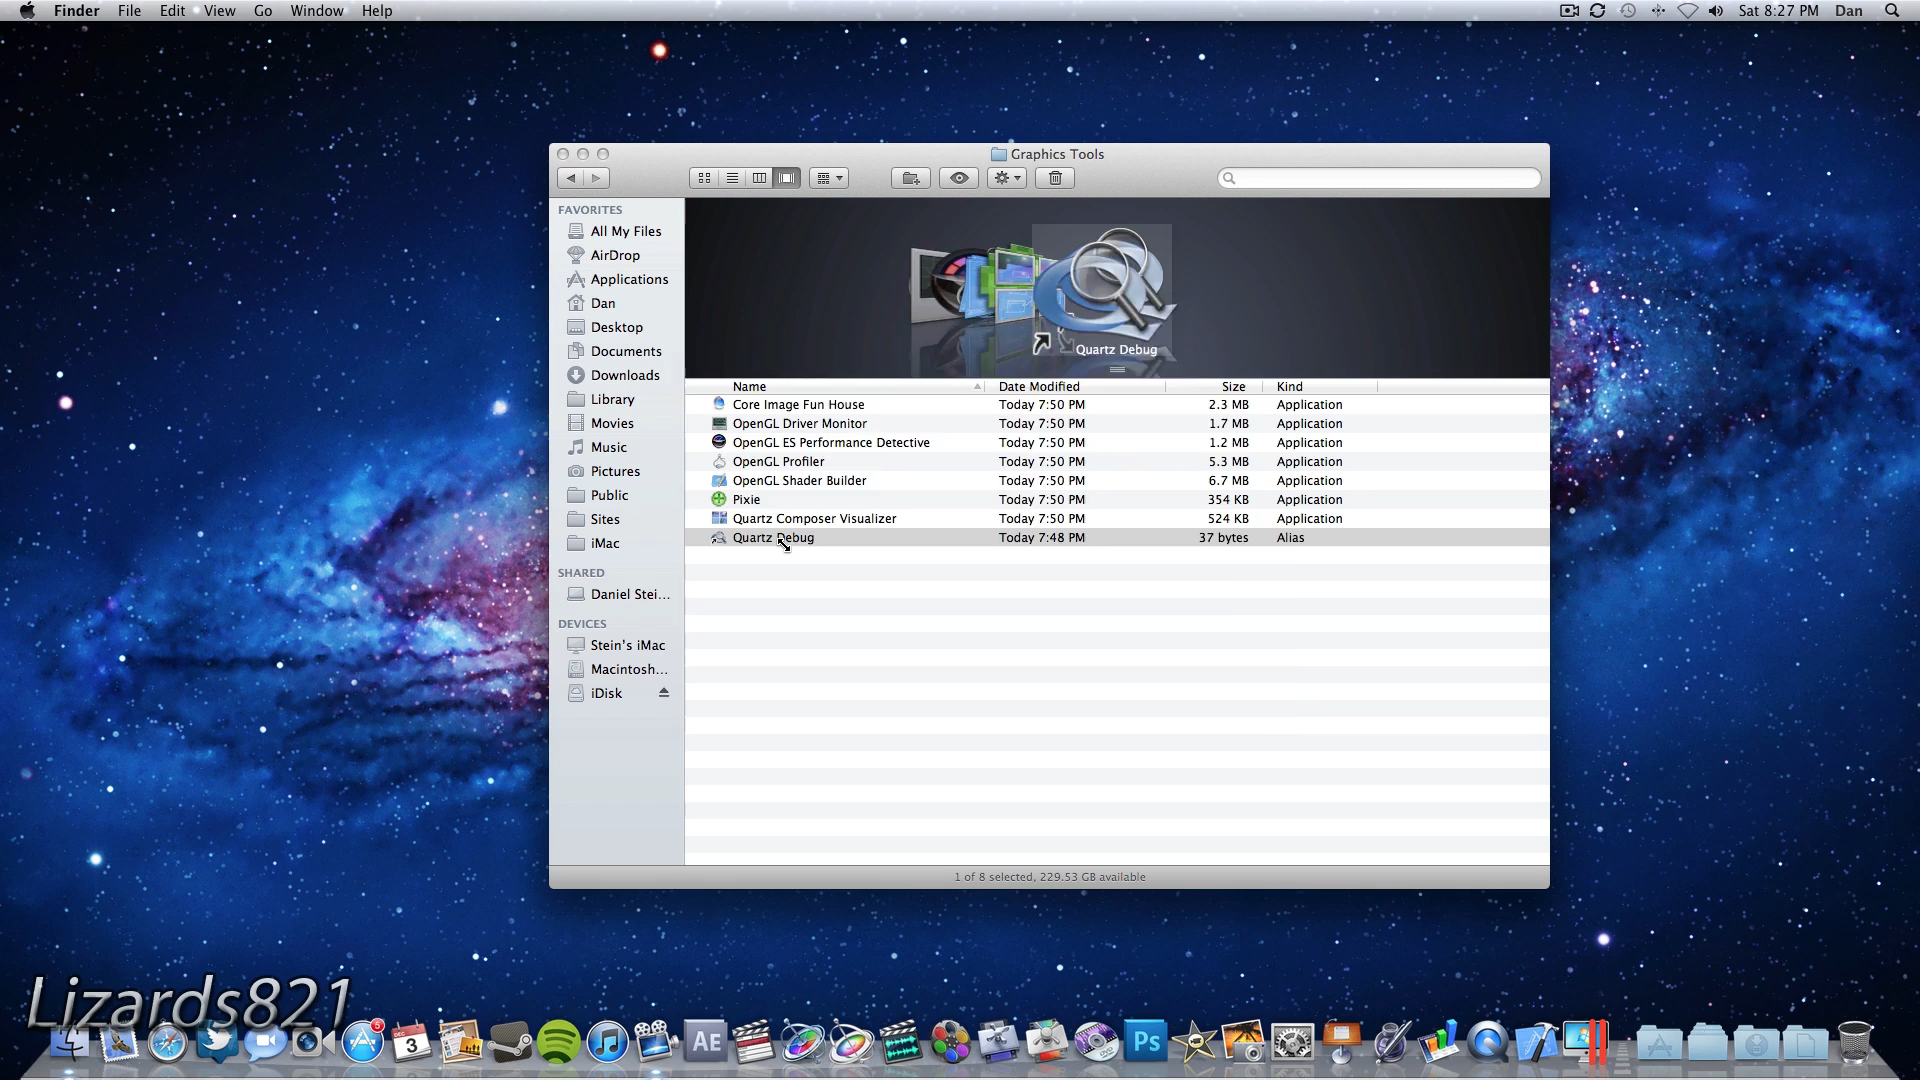 Finder File Edit View Go Window Help Sat 8:27 PM Dan
Graphics Tools
FAVORITES
All My Files
AirDrop
Applications
Dan
Desktop
Documents
Downloads
Library
Movies
Music
Pictures
Public
Sites
iMac
SHARED
Daniel Stei...
DEVICES
Stein's iMac
Macintosh...
iDisk
Quartz Debug
Name Date Modified Size Kind
Core Image Fun House Today 7:50 PM 2.3 MB Application
OpenGL Driver Monitor Today 7:50 PM 1.7 MB Application
OpenGL ES Performance Detective Today 7:50 PM 1.2 MB Application
OpenGL Profiler Today 7:50 PM 5.3 MB Application
OpenGL Shader Builder Today 7:50 PM 6.7 MB Application
Pixie Today 7:50 PM 354 KB Application
Quartz Composer Visualizer Today 7:50 PM 524 KB Application
Quartz Debug Today 7:48 PM 37 bytes Alias
1 of 8 selected, 229.53 GB available
Lizards821
5
DEC
3
AE
Ps
DVD